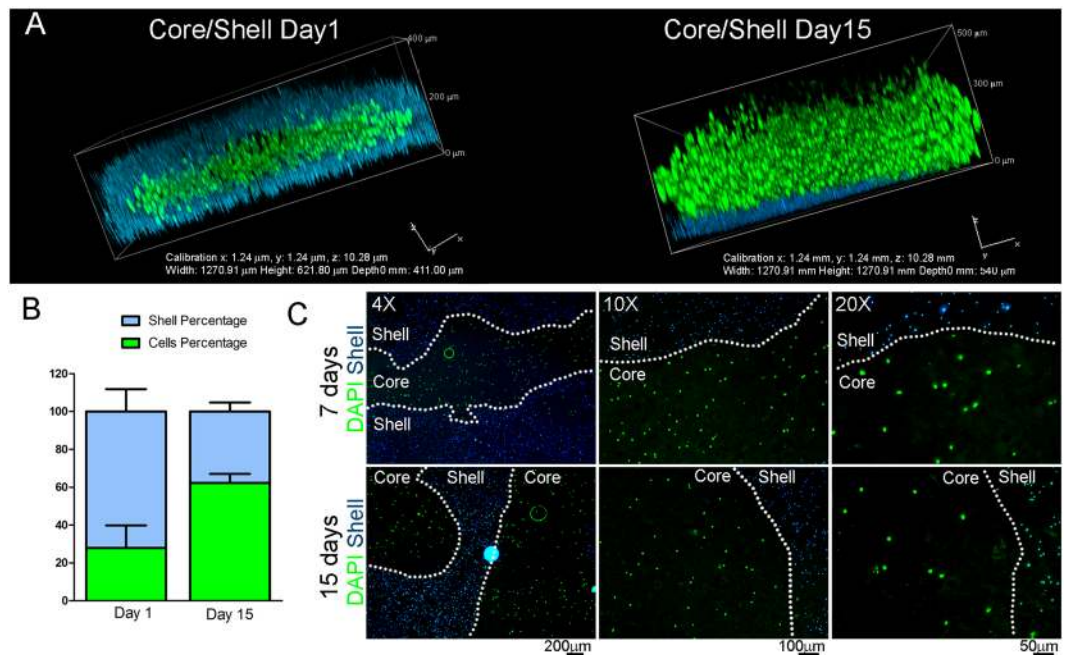 A
Core/Shell Day1
400 μm
200 μm
0 μm
z
y
x
Calibration x: 1.24 μm, y: 1.24 μm, z: 10.28 μm
Width: 1270.91 μm Height: 621.80 μm Depth0 mm: 411.00 μm
Core/Shell Day15
500 μm
300 μm
0 μm
z
y
x
Calibration x: 1.24 mm, y: 1.24 mm, z: 10.28 mm
Width: 1270.91 mm Height: 1270.91 mm Depth0 mm: 540 μm
B
Shell Percentage
Cells Percentage
120
100
80
60
40
20
0
Day 1
Day 15
C
7 days
DAPI Shell
4X
Shell
Core
Shell
10X
Shell
Core
20X
Shell
Core
15 days
DAPI Shell
Core
Shell
Core
Core
Shell
Core
Shell
200μm
100μm
50μm